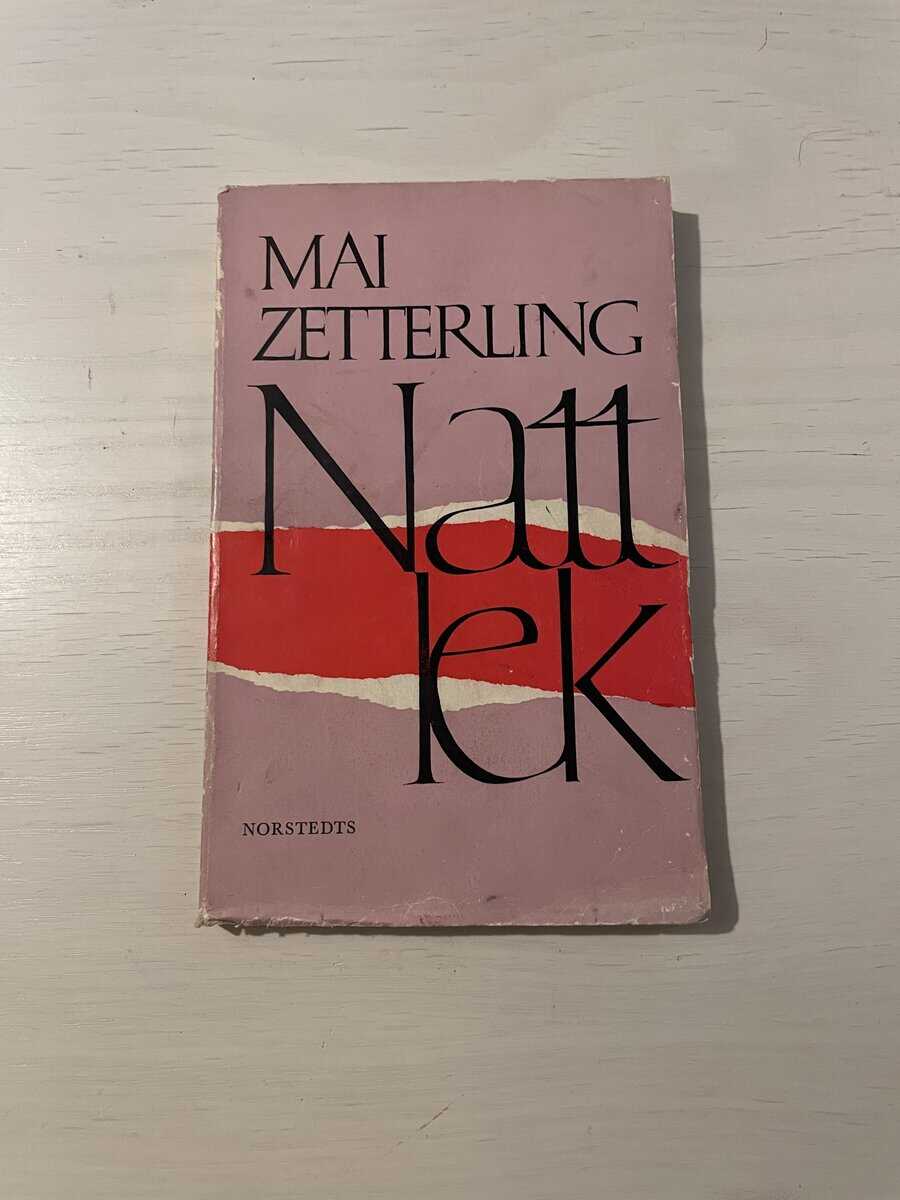 MAI
ZETTERLING
Natt
lek
NORSTEDTS